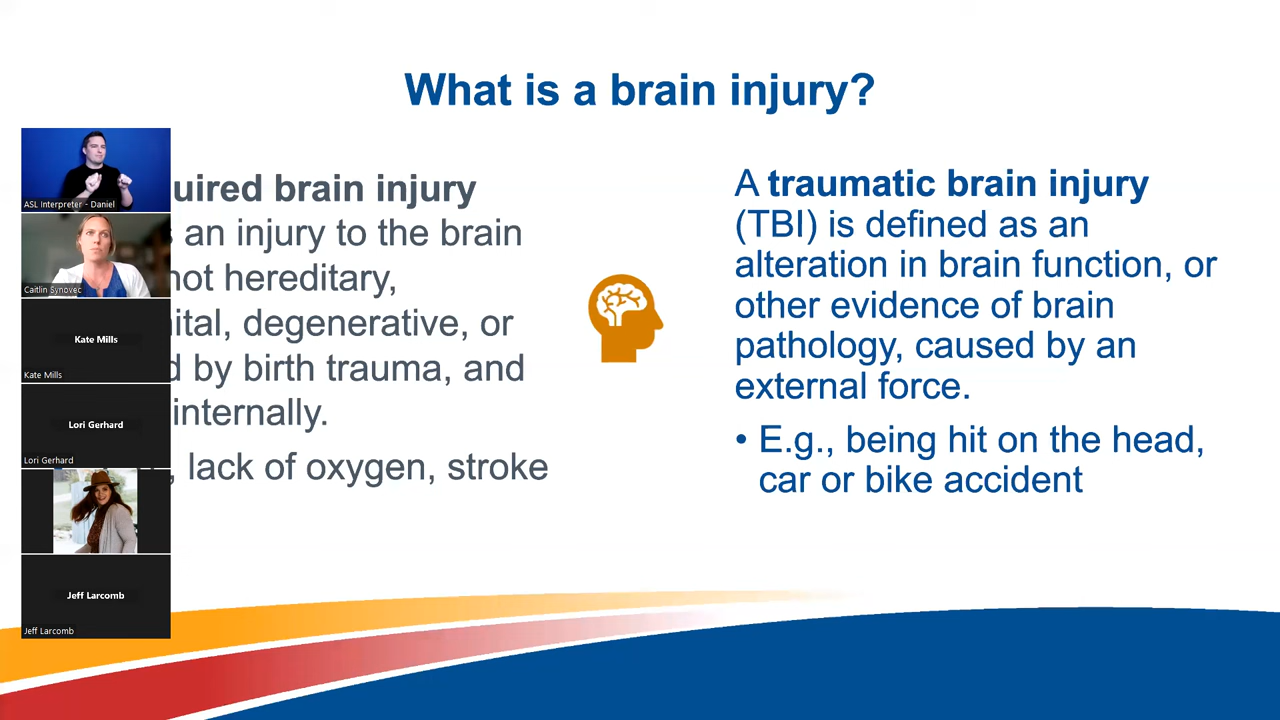 What is a brain injury?
brain injury
an injury to the brain
not hereditary,
degenerative, or
by birth trauma, and
internally.
lack of oxygen, stroke
A traumatic brain injury
(TBI) is defined as an
alteration in brain function, or
other evidence of brain
pathology, caused by an
external force.
• E.g., being hit on the head,
car or bike accident
ASL Interpreter - Daniel
Caitlin Synovec
Kate Mills
Kate Mills
Lori Gerhard
Lori Gerhard
Jeff Larcomb
Jeff Larcomb